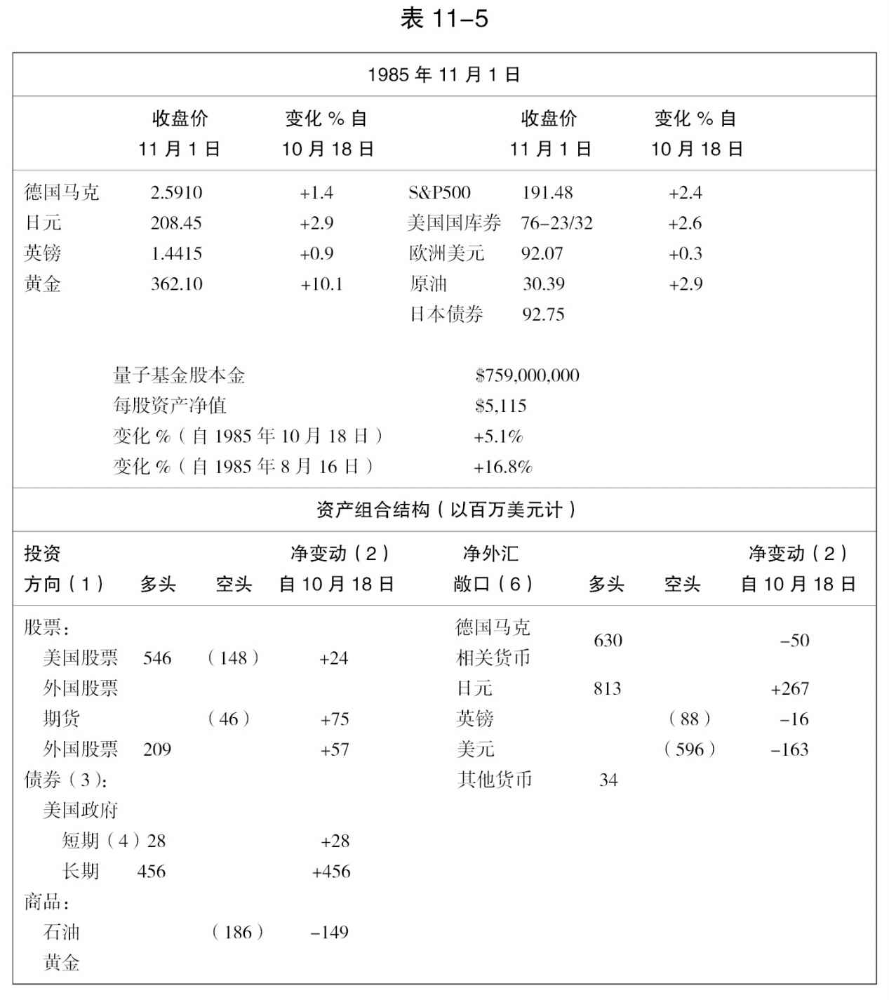 表 11-5
1985 年 11 月 1 日
收盘价 变化 % 自 收盘价 变化 % 自
11 月 1 日 10 月 18 日 11 月 1 日 10 月 18 日
德国马克 2.5910 +1.4 S&P500 191.48 +2.4
日元 208.45 +2.9 美国国库券 76-23/32 +2.6
英镑 1.4415 +0.9 欧洲美元 92.07 +0.3
黄金 362.10 +10.1 原油 30.39 +2.9
日本债券 92.75
量子基金股本金 $759,000,000
每股资产净值 $5,115
变化 %（自 1985 年 10 月 18 日） +5.1%
变化 %（自 1985 年 8 月 16 日） +16.8%
资产组合结构（以百万美元计）
投资 净变动（2） 净外汇 净变动（2）
方向（1） 多头 空头 自 10 月 18 日 敞口（6） 多头 空头 自 10 月 18 日
股票： 德国马克
630 -50
美国股票 546 （148） +24 相关货币
外国股票 日元 813 +267
期货 （46） +75 英镑 （88） -16
外国股票 209 +57 美元 （596） -163
债券（3）： 其他货币 34
美国政府
短期（4）28 +28
长期 456 +456
商品：
石油 （186） -149
黄金